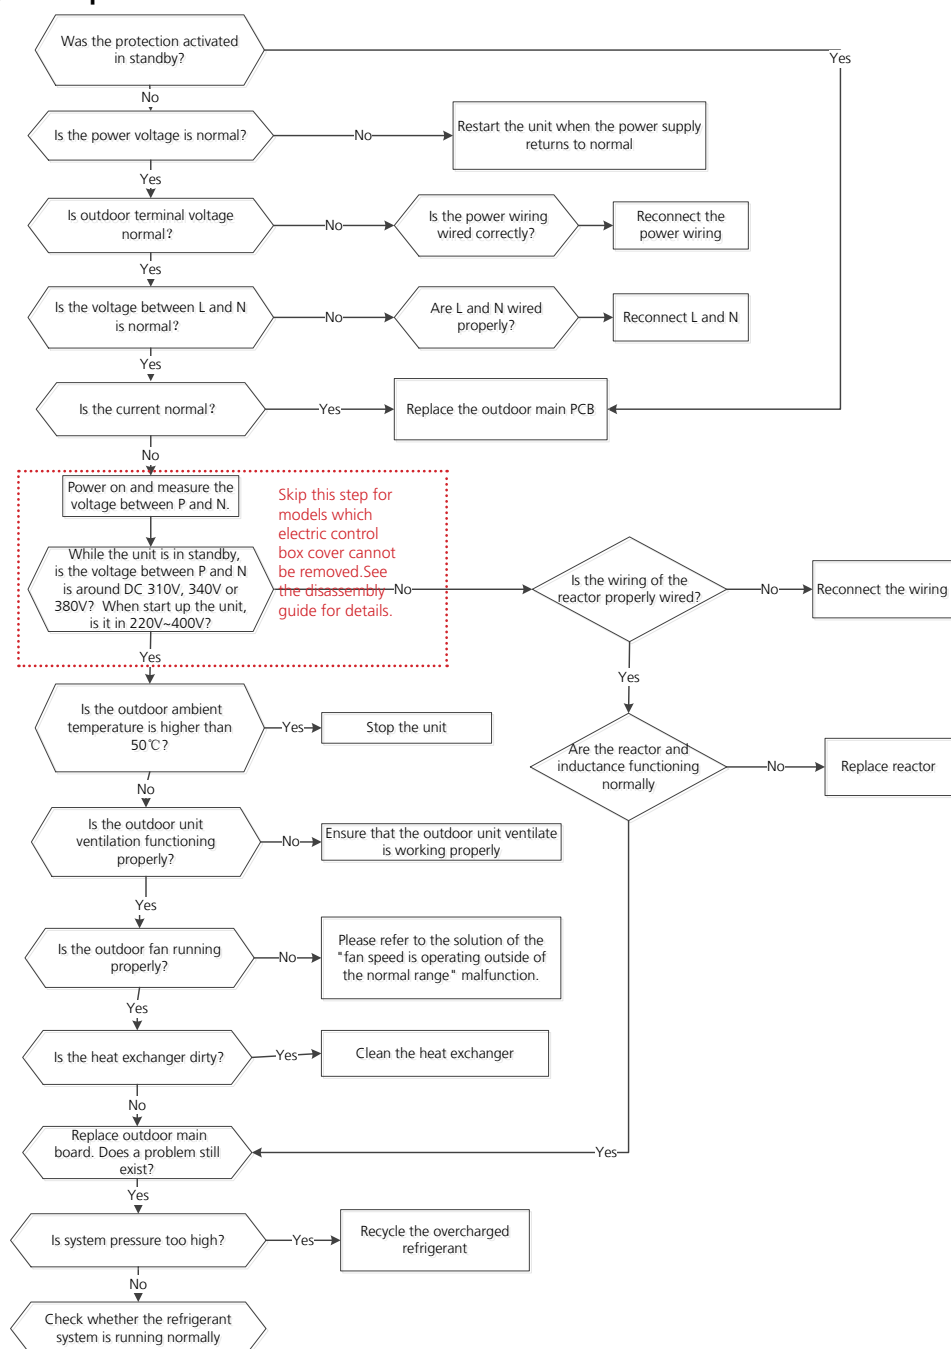 Was the protection activated
in standby?
Yes
No
Is the power voltage is normal?
No
Restart the unit when the power supply
returns to normal
Yes
Is outdoor terminal voltage
normal?
No
Is the power wiring
wired correctly?
Reconnect the
power wiring
Yes
Is the voltage between L and N
is normal?
No
Are L and N wired
properly?
Reconnect L and N
Yes
Is the current normal?
Yes
Replace the outdoor main PCB
No
Power on and measure the
voltage between P and N.
Skip this step for
models which
electric control
box cover cannot
be removed.See
the disassembly
guide for details.
While the unit is in standby,
is the voltage between P and N
is around DC 310V, 340V or
380V? When start up the unit,
is it in 220V~400V?
No
Is the wiring of the
reactor properly wired?
No
Reconnect the wiring
Yes
Yes
Is the outdoor ambient
temperature is higher than
50℃?
Yes
Stop the unit
Are the reactor and
inductance functioning
normally
No
Replace reactor
No
Is the outdoor unit
ventilation functioning
properly?
No
Ensure that the outdoor unit ventilate
is working properly
Yes
Is the outdoor fan running
properly?
No
Please refer to the solution of the
"fan speed is operating outside of
the normal range" malfunction.
Yes
Is the heat exchanger dirty?
Yes
Clean the heat exchanger
No
Replace outdoor main
board. Does a problem still
exist?
Yes
Yes
Is system pressure too high?
Yes
Recycle the overcharged
refrigerant
No
Check whether the refrigerant
system is running normally